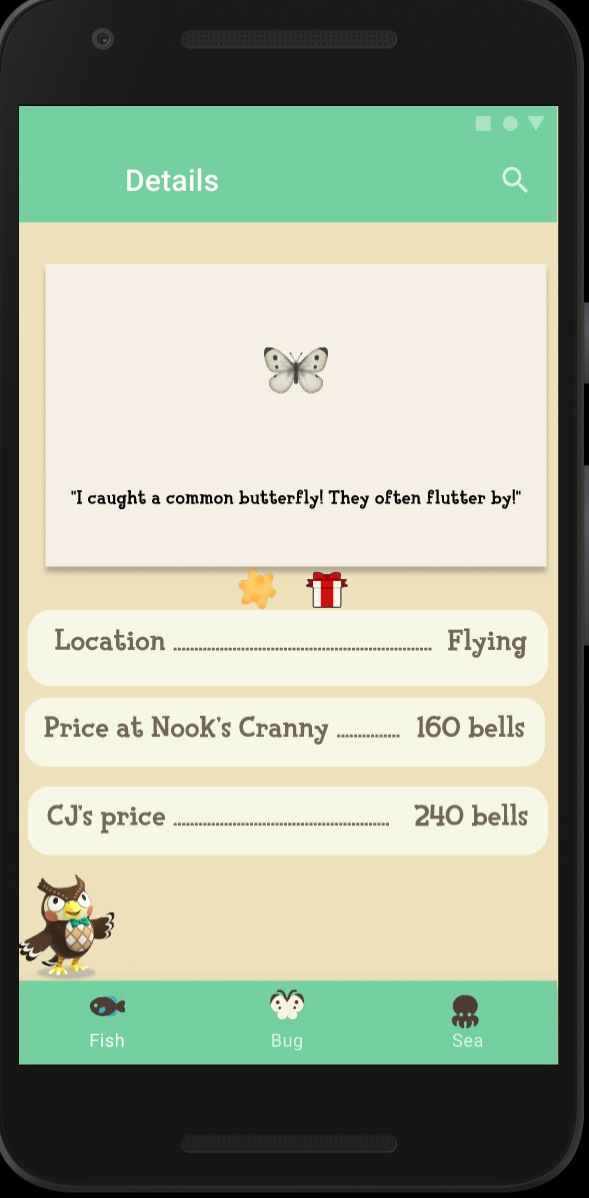 Details
"I caught a common butterfly! They often flutter by!"
Location ............................................................. Flying
Price at Nook's Cranny ............... 160 bells
CJ's price ................................................... 240 bells
Fish Bug Sea